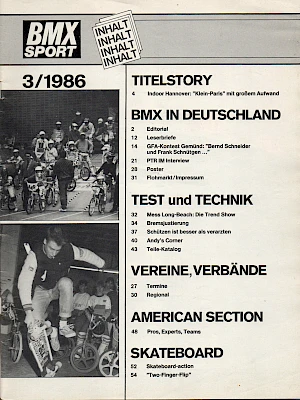 BMX
SPORT
INHALT
INHALT
INHALT
INHALT
3/1986
TITELSTORY
4 Indoor Hannover: "Klein-Paris" mit großem Aufwand
BMX IN DEUTSCHLAND
2 Editorial
12 Leserbriefe
14 GFA-Kontest Gemünd: "Bernd Schneider
und Frank Schnütgen ..."
21 PTR IM Interview
28 Poster
31 Flohmarkt/Impressum
TEST und TECHNIK
32 Mess Long-Beach: Die Trend Show
34 Bremsjustierung
37 Schützen ist besser als verarzten
40 Andy's Corner
43 Teile-Katalog
VEREINE, VERBÄNDE
27 Termine
30 Regional
AMERICAN SECTION
48 Pros, Experts, Teams
SKATEBOARD
52 Skateboard-action
54 "Two-Finger-Flip"